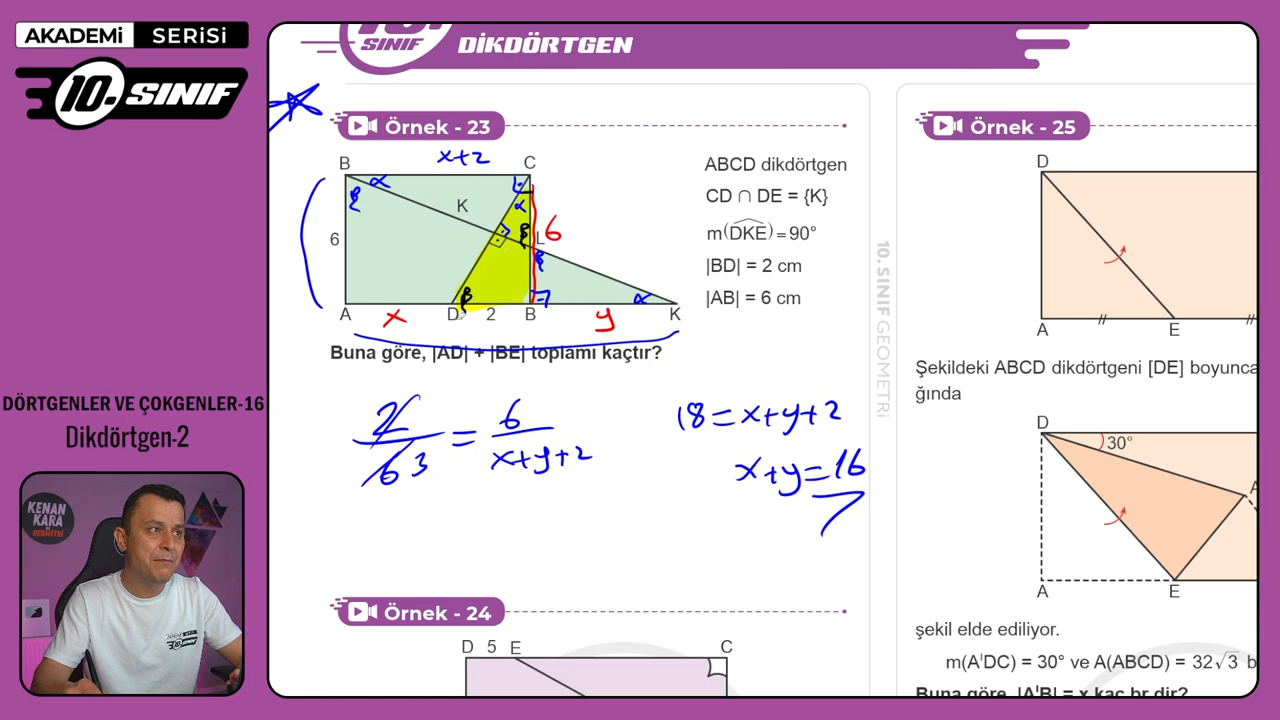 AKADEMİ SERİSİ
10. SINIF
DÖRTGENLER VE ÇOKGENLER-16
Dikdörtgen-2
KENAN
KARA
GEOMETRİ
10.
SINIF
DİKDÖRTGEN
Örnek - 23
x+2
B C
α
β
α
K
6
β
L
6
β
β
α
A D 2 B K
x y
ABCD dikdörtgen
CD ∩ DE = {K}
m(DKE) = 90°
|BD| = 2 cm
|AB| = 6 cm
Buna göre, |AD| + |BE| toplamı kaçtır?
2/6 3 = 6/x+y+2
18=x+y+2
x+y=16
Örnek - 24
D 5 E C
10. SINIF GEOMETRİ
Örnek - 25
D
A E
Şekildeki ABCD dikdörtgeni [DE] boyunca
ğında
D
30°
A
A E
şekil elde ediliyor.
m(A'DC) = 30° ve A(ABCD) = 32√3 b
Buna göre, |A'B| = x kaç br dir?